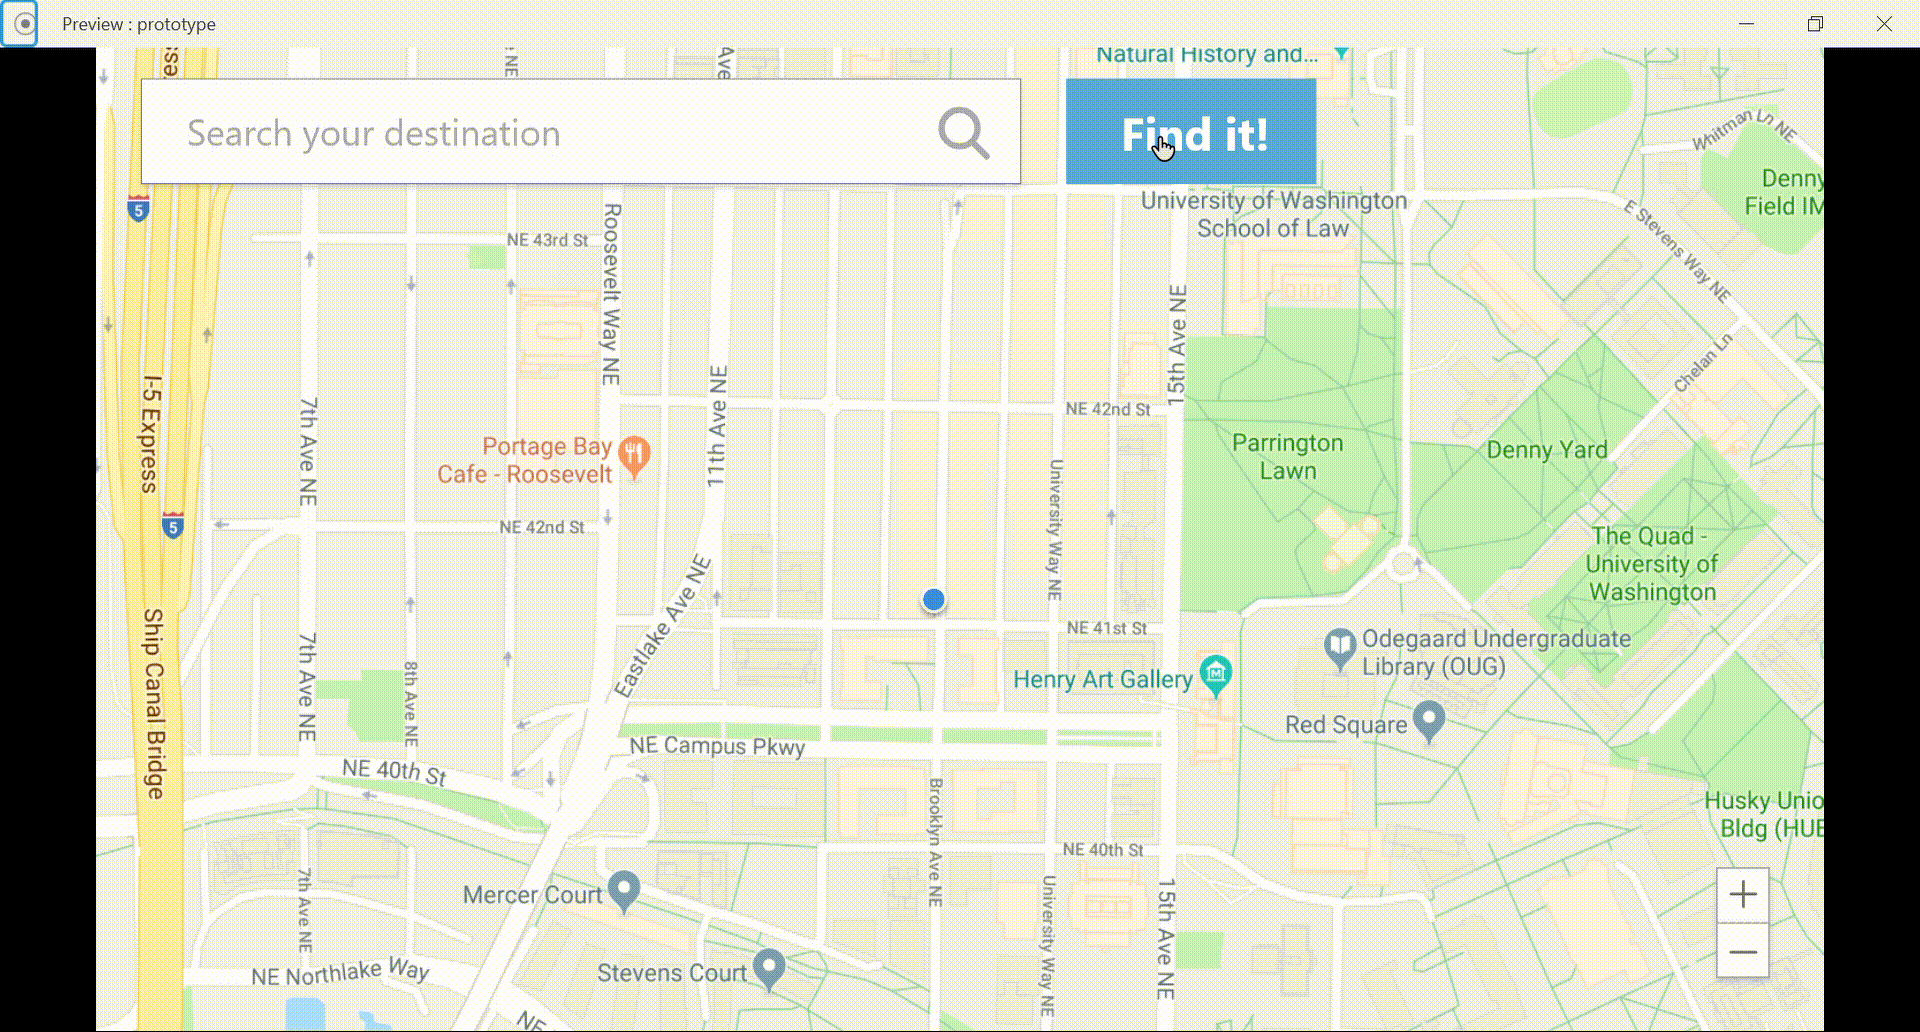 Preview : prototype
Natural History and...
Ave
NE
Search your destination
Find it!
Whitman Ln NE
University of Washington
School of Law
Denny
Field IM
5
NE 43rd St
Roosevelt Way NE
E Stevens Way NE
15th Ave NE
Chelan Ln
I-5 Express
7th Ave NE
11th Ave NE
NE 42nd St
Portage Bay
Cafe - Roosevelt
Parrington
Lawn
Denny Yard
University Way NE
5
NE 42nd St
The Quad -
University of
Washington
Eastlake Ave NE
NE 41st St
Ship Canal Bridge
7th Ave NE
8th Ave NE
Odegaard Undergraduate
Library (OUG)
Henry Art Gallery
Red Square
NE Campus Pkwy
NE 40th St
Brooklyn Ave NE
Husky Unio
Bldg (HUB
NE 40th St
7th Ave NE
Mercer Court
University Way NE
15th Ave NE
NE Northlake Way
Stevens Court
NE